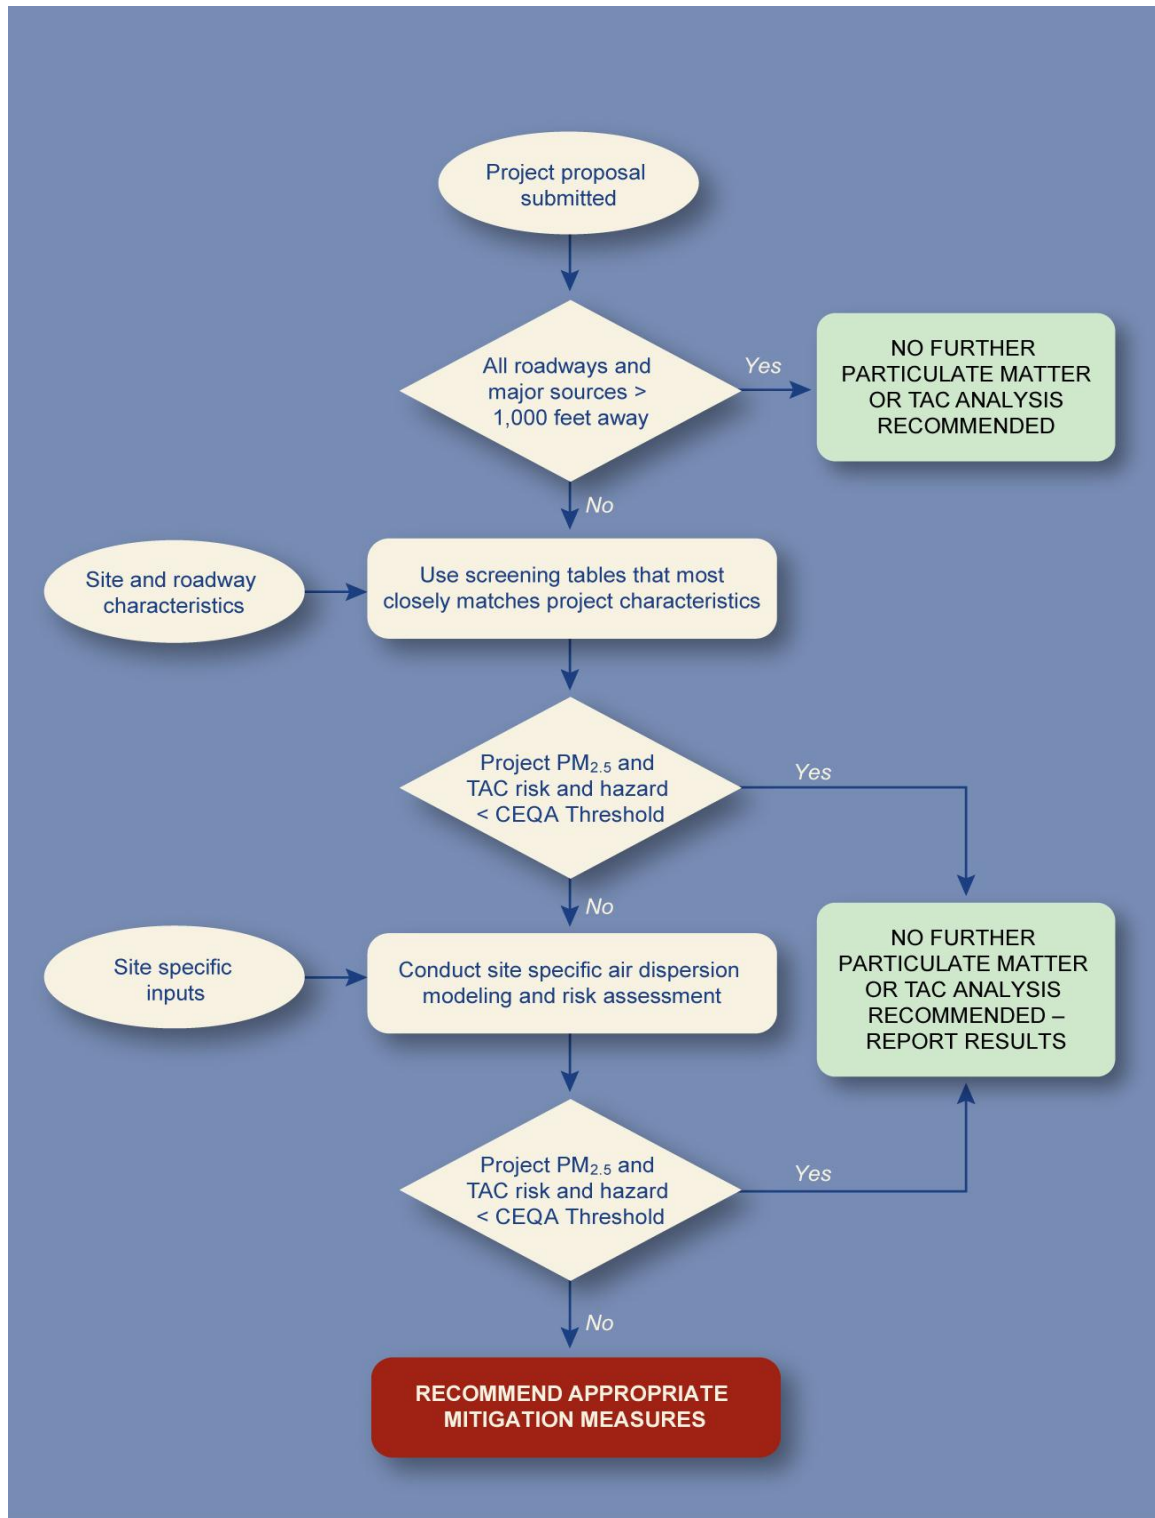 Project proposal
submitted
All roadways and
major sources >
1,000 feet away
Yes
NO FURTHER
PARTICULATE MATTER
OR TAC ANALYSIS
RECOMMENDED
No
Site and roadway
characteristics
Use screening tables that most
closely matches project characteristics
Project PM2.5 and
TAC risk and hazard
< CEQA Threshold
Yes
No
NO FURTHER
PARTICULATE MATTER
OR TAC ANALYSIS
RECOMMENDED –
REPORT RESULTS
Site specific
inputs
Conduct site specific air dispersion
modeling and risk assessment
Project PM2.5 and
TAC risk and hazard
< CEQA Threshold
Yes
No
RECOMMEND APPROPRIATE
MITIGATION MEASURES